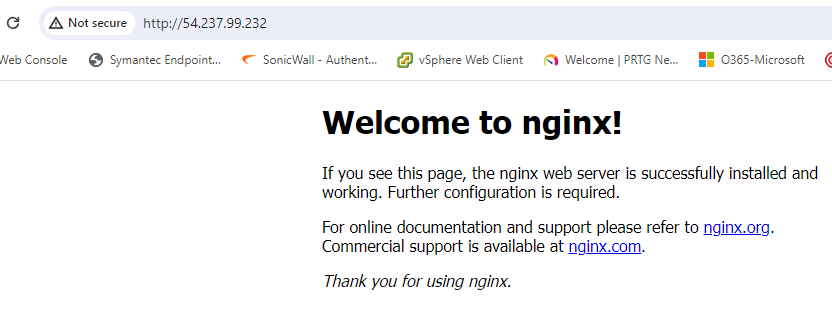 Not secure http://54.237.99.232
Web Console Symantec Endpoint... SonicWall - Authent... vSphere Web Client Welcome | PRTG Ne... O365-Microsoft
Welcome to nginx!
If you see this page, the nginx web server is successfully installed and
working. Further configuration is required.
For online documentation and support please refer to nginx.org.
Commercial support is available at nginx.com.
Thank you for using nginx.